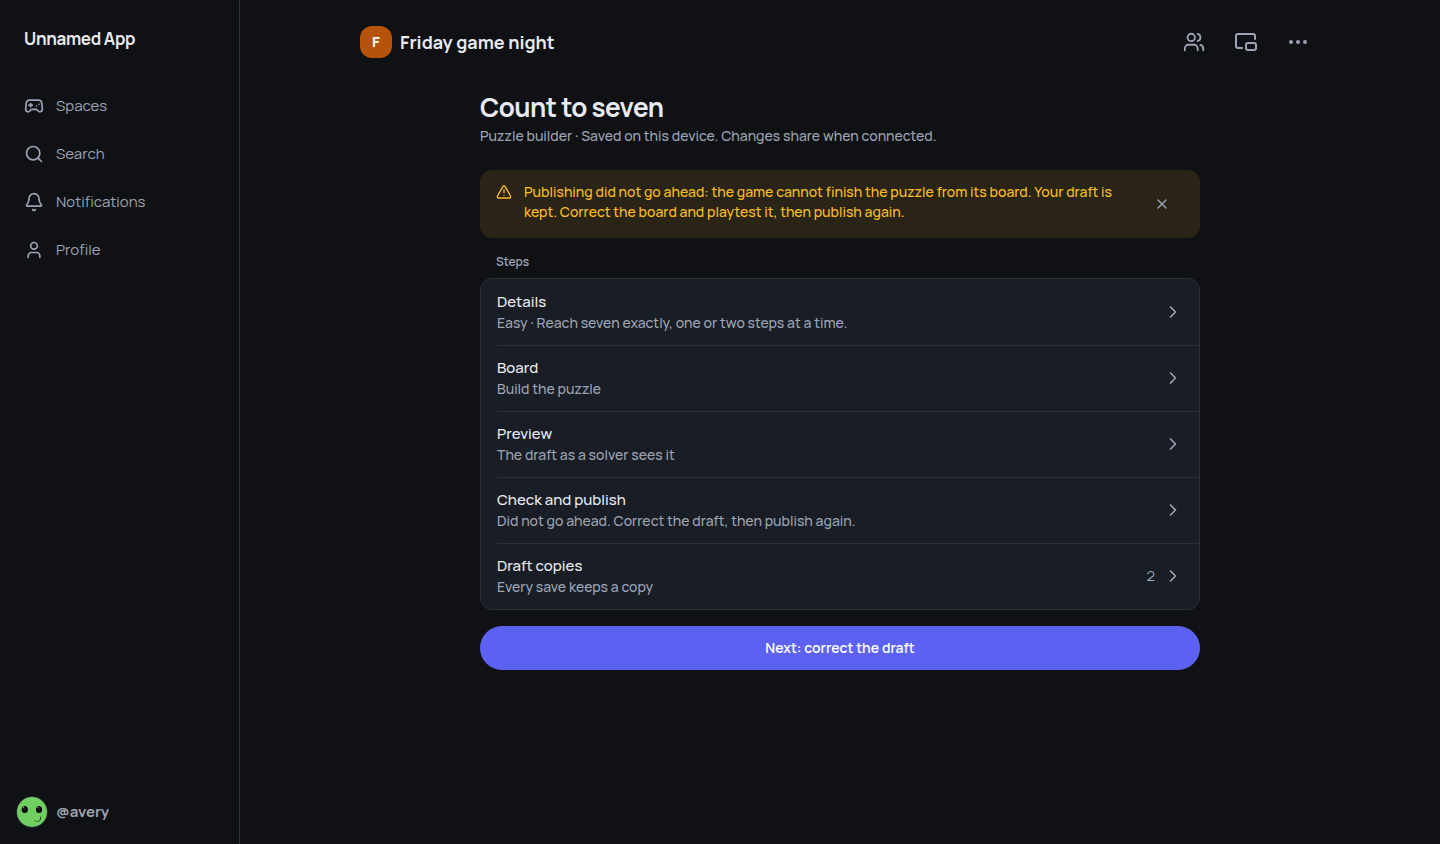 Unnamed App
Spaces
Search
Notifications
Profile
@avery
F
Friday game night
Count to seven
Puzzle builder · Saved on this device. Changes share when connected.
Publishing did not go ahead: the game cannot finish the puzzle from its board. Your draft is
kept. Correct the board and playtest it, then publish again.
Steps
Details
Easy · Reach seven exactly, one or two steps at a time.
Board
Build the puzzle
Preview
The draft as a solver sees it
Check and publish
Did not go ahead. Correct the draft, then publish again.
Draft copies
Every save keeps a copy
2
Next: correct the draft